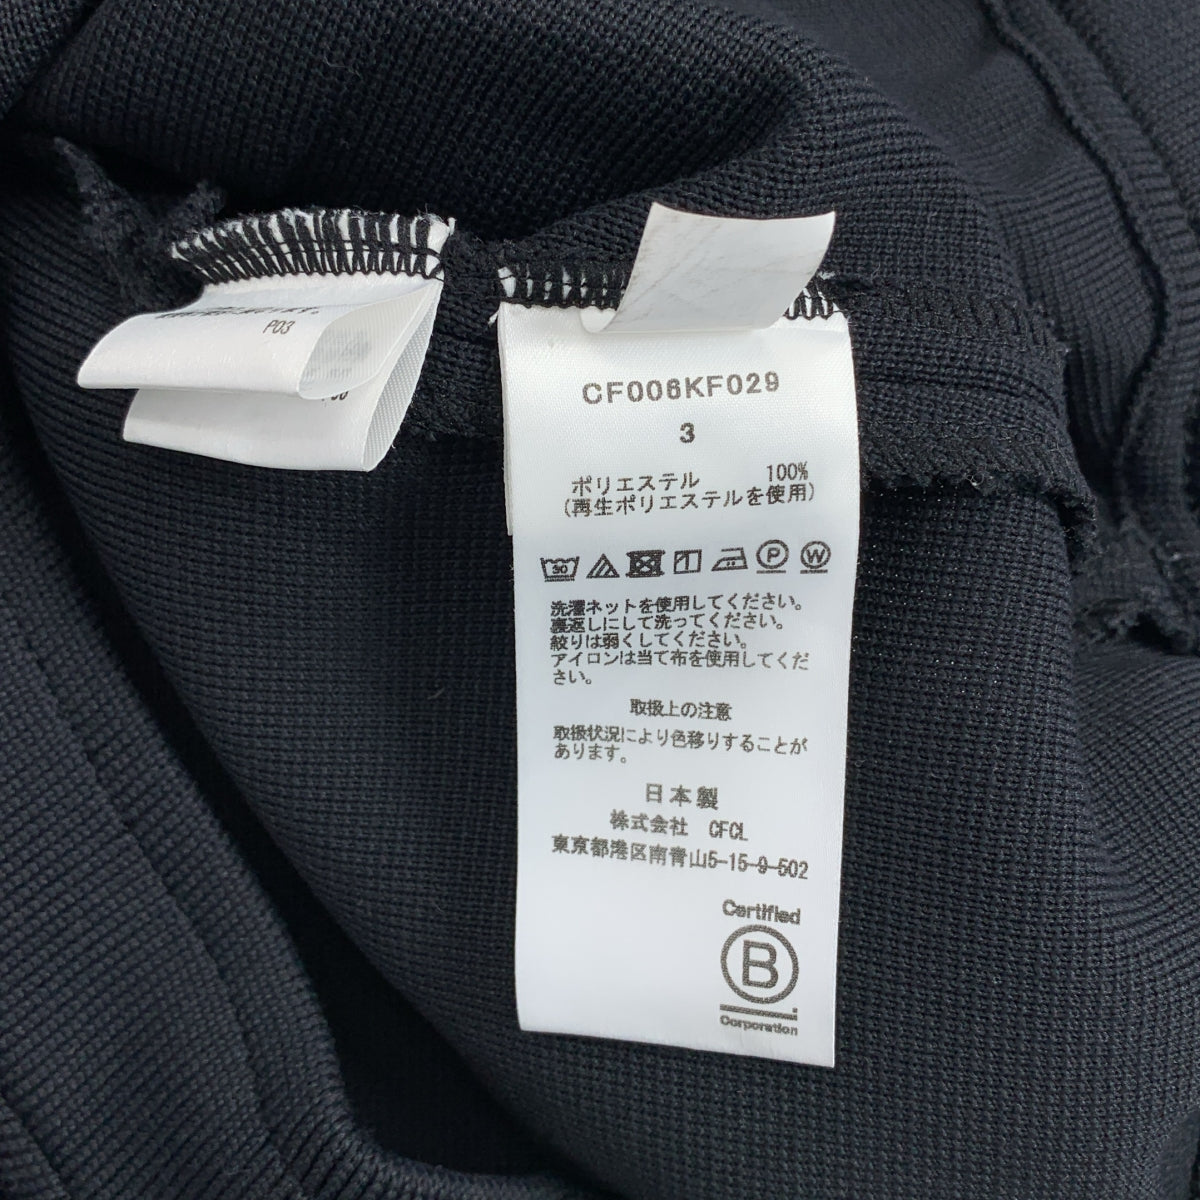 P03
CF006KF029
3
ポリエステル 100%
(再生ポリエステルを使用)
30
P
W
洗濯ネットを使用してください。
裏返しにして洗ってください。
絞りは弱くしてください。
アイロンは当て布を使用してくだ
さい。
取扱上の注意
取扱状況により色移りすることが
あります。
日本製
株式会社 CFCL
東京都港区南青山5-15-9-502
Certified
B
Corporation